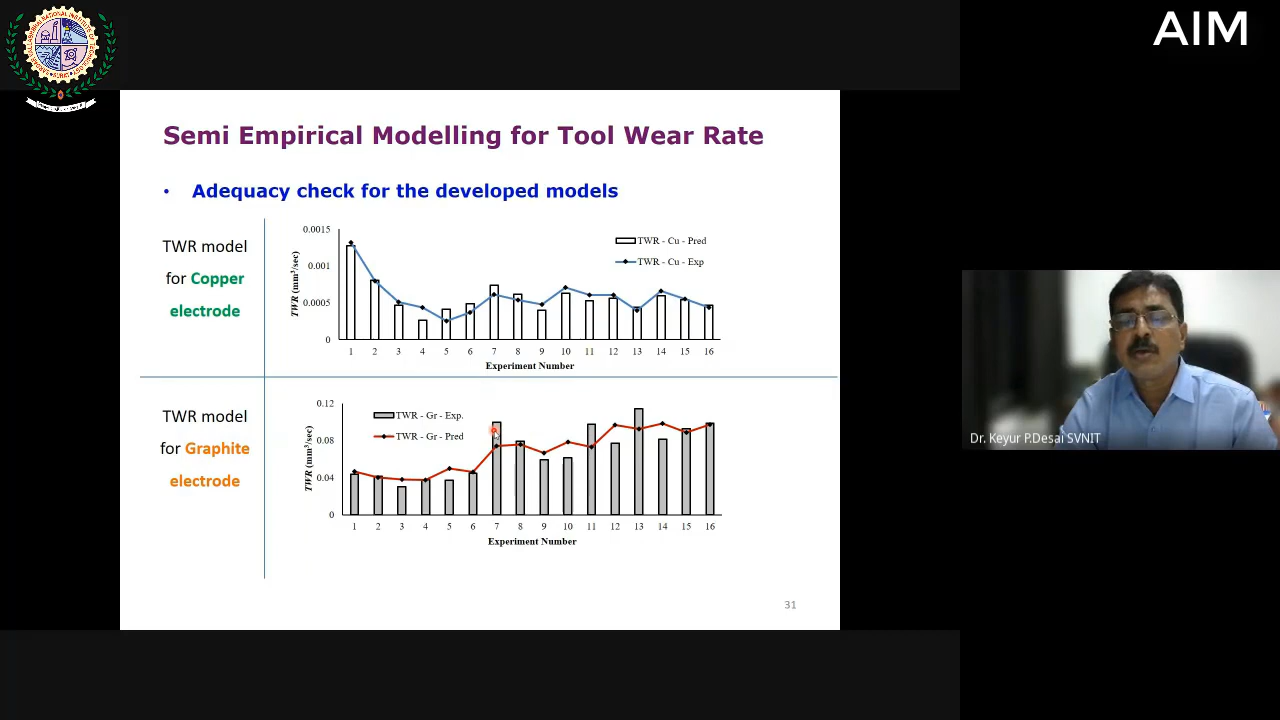 AIM
Semi Empirical Modelling for Tool Wear Rate
• Adequacy check for the developed models
TWR model
for Copper
electrode
0.0015
0.001
0.0005
0
TWR (mm³/sec)
TWR - Cu - Pred
TWR - Cu - Exp
1 2 3 4 5 6 7 8 9 10 11 12 13 14 15 16
Experiment Number
TWR model
for Graphite
electrode
0.12
0.08
0.04
0
TWR (mm³/sec)
TWR - Gr - Exp.
TWR - Gr - Pred
1 2 3 4 5 6 7 8 9 10 11 12 13 14 15 16
Experiment Number
31
Dr. Keyur P.Desai SVNIT